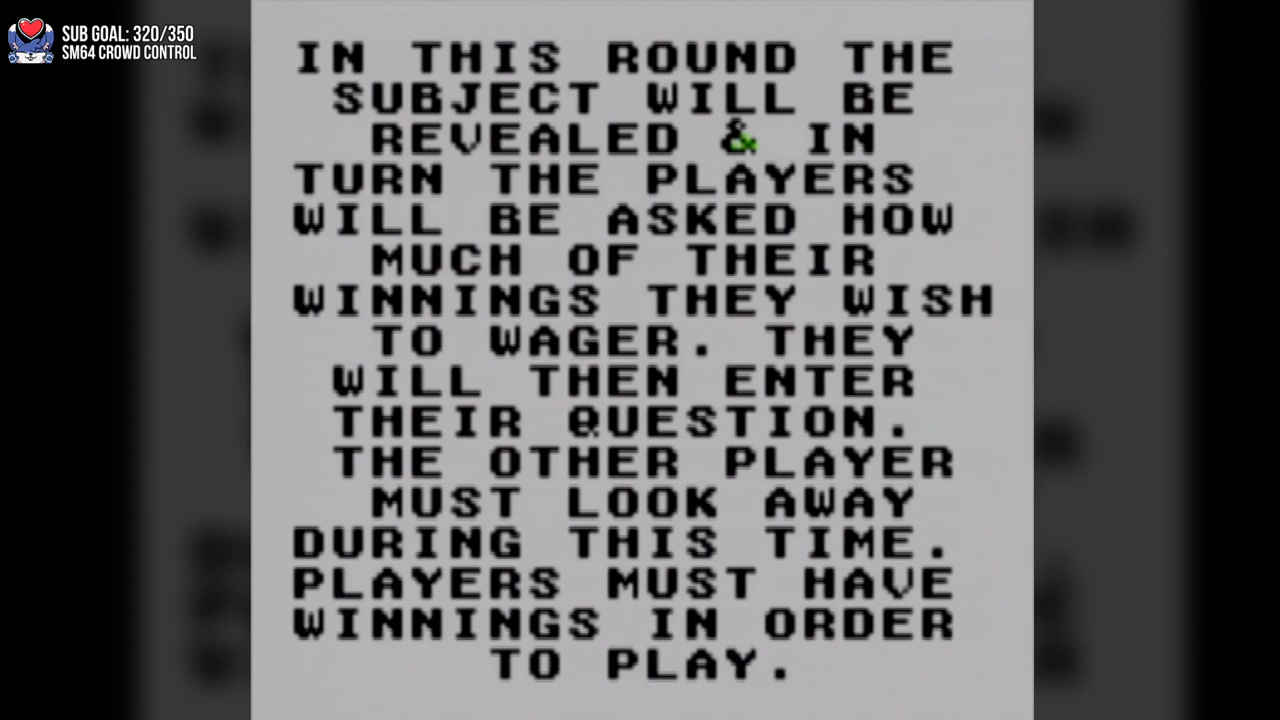 SUB GOAL: 320/350
SM64 CROWD CONTROL
IN THIS ROUND THE
SUBJECT WILL BE
REVEALED & IN
TURN THE PLAYERS
WILL BE ASKED HOW
MUCH OF THEIR
WINNINGS THEY WISH
TO WAGER. THEY
WILL THEN ENTER
THEIR QUESTION.
THE OTHER PLAYER
MUST LOOK AWAY
DURING THIS TIME.
PLAYERS MUST HAVE
WINNINGS IN ORDER
TO PLAY.